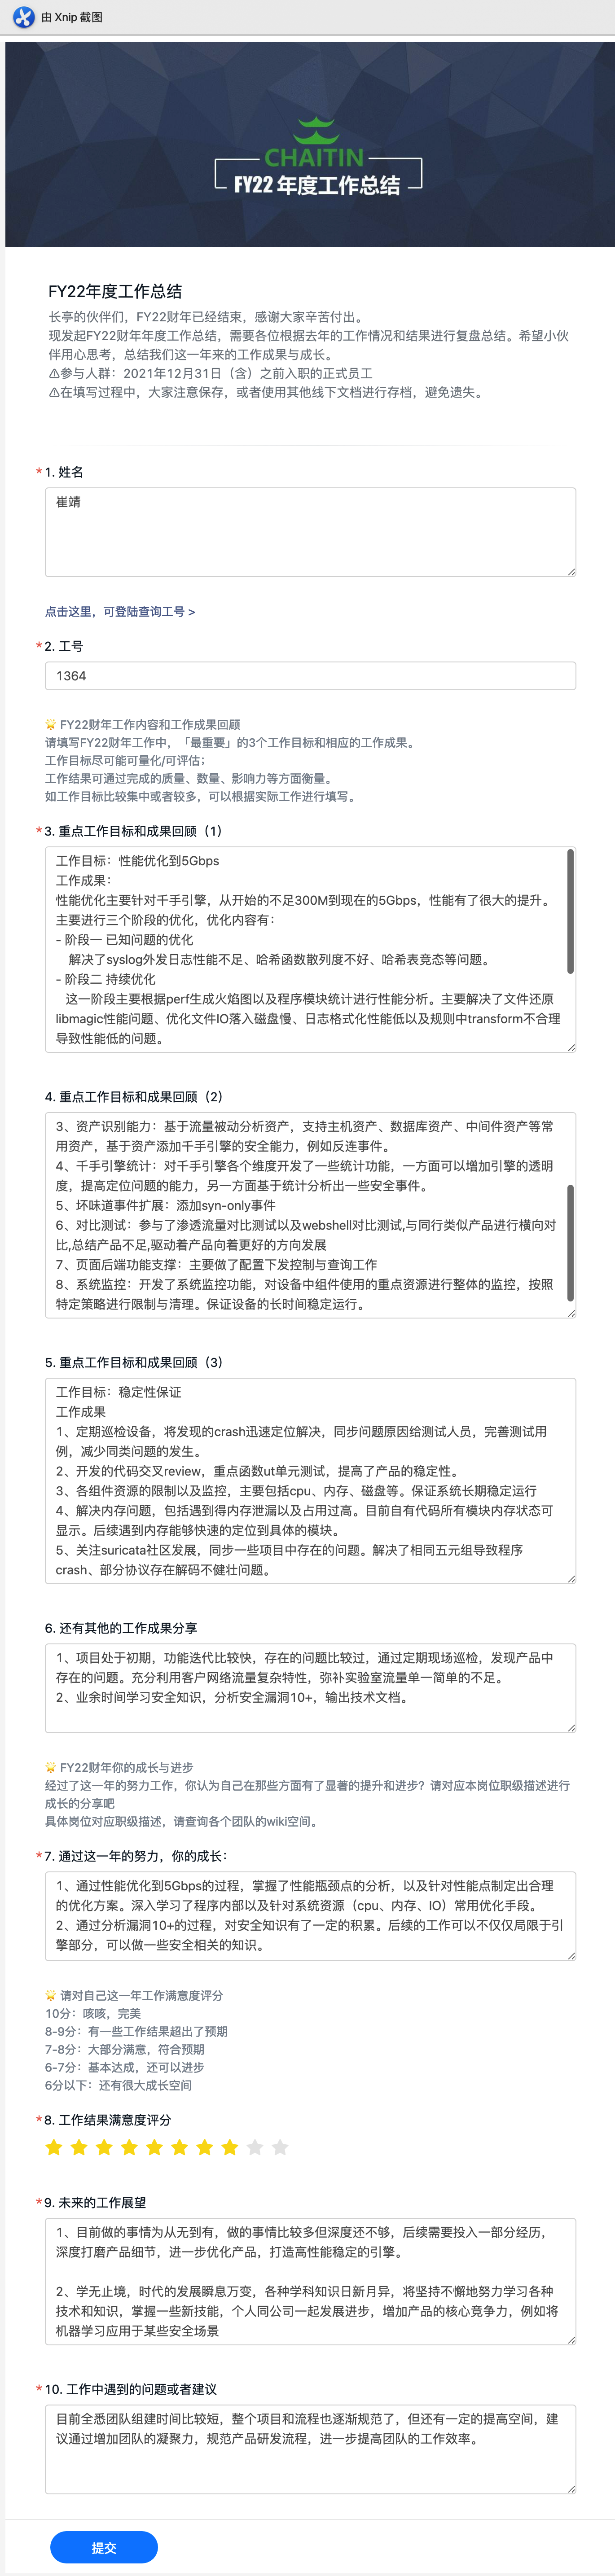 由 Xnip 截图
CHAITIN
FY22 年度工作总结
FY22年度工作总结
长亭的伙伴们，FY22财年已经结束，感谢大家辛苦付出。
现发起FY22财年年度工作总结，需要各位根据去年的工作情况和结果进行复盘总结。希望小伙
伴用心思考，总结我们这一年来的工作成果与成长。
⚠参与人群：2021年12月31日（含）之前入职的正式员工
⚠在填写过程中，大家注意保存，或者使用其他线下文档进行存档，避免遗失。
*1. 姓名
崔靖
点击这里，可登陆查询工号 >
*2. 工号
1364
🌟 FY22财年工作内容和工作成果回顾
请填写FY22财年工作中，「最重要」的3个工作目标和相应的工作成果。
工作目标尽可能可量化/可评估；
工作结果可通过完成的质量、数量、影响力等方面衡量。
如工作目标比较集中或者较多，可以根据实际工作进行填写。
*3. 重点工作目标和成果回顾（1）
工作目标：性能优化到5Gbps
工作成果：
性能优化主要针对千手引擎，从开始的不足300M到现在的5Gbps，性能有了很大的提升。
主要进行三个阶段的优化，优化内容有：
- 阶段一 已知问题的优化
解决了syslog外发日志性能不足、哈希函数散列度不好、哈希表竞态等问题。
- 阶段二 持续优化
这一阶段主要根据perf生成火焰图以及程序模块统计进行性能分析。主要解决了文件还原
libmagic性能问题、优化文件IO落入磁盘慢、日志格式化性能低以及规则中transform不合理
导致性能低的问题。
4. 重点工作目标和成果回顾（2）
3、资产识别能力：基于流量被动分析资产，支持主机资产、数据库资产、中间件资产等常
用资产，基于资产添加千手引擎的安全能力，例如反连事件。
4、千手引擎统计：对千手引擎各个维度开发了一些统计功能，一方面可以增加引擎的透明
度，提高定位问题的能力，另一方面基于统计分析出一些安全事件。
5、坏味道事件扩展：添加syn-only事件
6、对比测试：参与了渗透流量对比测试以及webshell对比测试,与同行类似产品进行横向对
比,总结产品不足,驱动着产品向着更好的方向发展
7、页面后端功能支撑：主要做了配置下发控制与查询工作
8、系统监控：开发了系统监控功能，对设备中组件使用的重点资源进行整体的监控，按照
特定策略进行限制与清理。保证设备的长时间稳定运行。
5. 重点工作目标和成果回顾（3）
工作目标：稳定性保证
工作成果
1、定期巡检设备，将发现的crash迅速定位解决，同步问题原因给测试人员，完善测试用
例，减少同类问题的发生。
2、开发的代码交叉review，重点函数ut单元测试，提高了产品的稳定性。
3、各组件资源的限制以及监控，主要包括cpu、内存、磁盘等。保证系统长期稳定运行
4、解决内存问题，包括遇到得内存泄漏以及占用过高。目前自有代码所有模块内存状态可
显示。后续遇到内存能够快速的定位到具体的模块。
5、关注suricata社区发展，同步一些项目中存在的问题。解决了相同五元组导致程序
crash、部分协议存在解码不健壮问题。
6. 还有其他的工作成果分享
1、项目处于初期，功能迭代比较快，存在的问题比较过，通过定期现场巡检，发现产品中
存在的问题。充分利用客户网络流量复杂特性，弥补实验室流量单一简单的不足。
2、业余时间学习安全知识，分析安全漏洞10+，输出技术文档。
🌟 FY22财年你的成长与进步
经过了这一年的努力工作，你认为自己在那些方面有了显著的提升和进步？请对应本岗位职级描述进行
成长的分享吧
具体岗位对应职级描述，请查询各个团队的wiki空间。
*7. 通过这一年的努力，你的成长：
1、通过性能优化到5Gbps的过程，掌握了性能瓶颈点的分析，以及针对性能点制定出合理
的优化方案。深入学习了程序内部以及针对系统资源（cpu、内存、IO）常用优化手段。
2、通过分析漏洞10+的过程，对安全知识有了一定的积累。后续的工作可以不仅仅局限于引
擎部分，可以做一些安全相关的知识。
🌟 请对自己这一年工作满意度评分
10分：咳咳，完美
8-9分：有一些工作结果超出了预期
7-8分：大部分满意，符合预期
6-7分：基本达成，还可以进步
6分以下：还有很大成长空间
*8. 工作结果满意度评分
*9. 未来的工作展望
1、目前做的事情为从无到有，做的事情比较多但深度还不够，后续需要投入一部分经历，
深度打磨产品细节，进一步优化产品，打造高性能稳定的引擎。
2、学无止境，时代的发展瞬息万变，各种学科知识日新月异，将坚持不懈地努力学习各种
技术和知识，掌握一些新技能，个人同公司一起发展进步，增加产品的核心竞争力，例如将
机器学习应用于某些安全场景
*10. 工作中遇到的问题或者建议
目前全悉团队组建时间比较短，整个项目和流程也逐渐规范了，但还有一定的提高空间，建
议通过增加团队的凝聚力，规范产品研发流程，进一步提高团队的工作效率。
提交